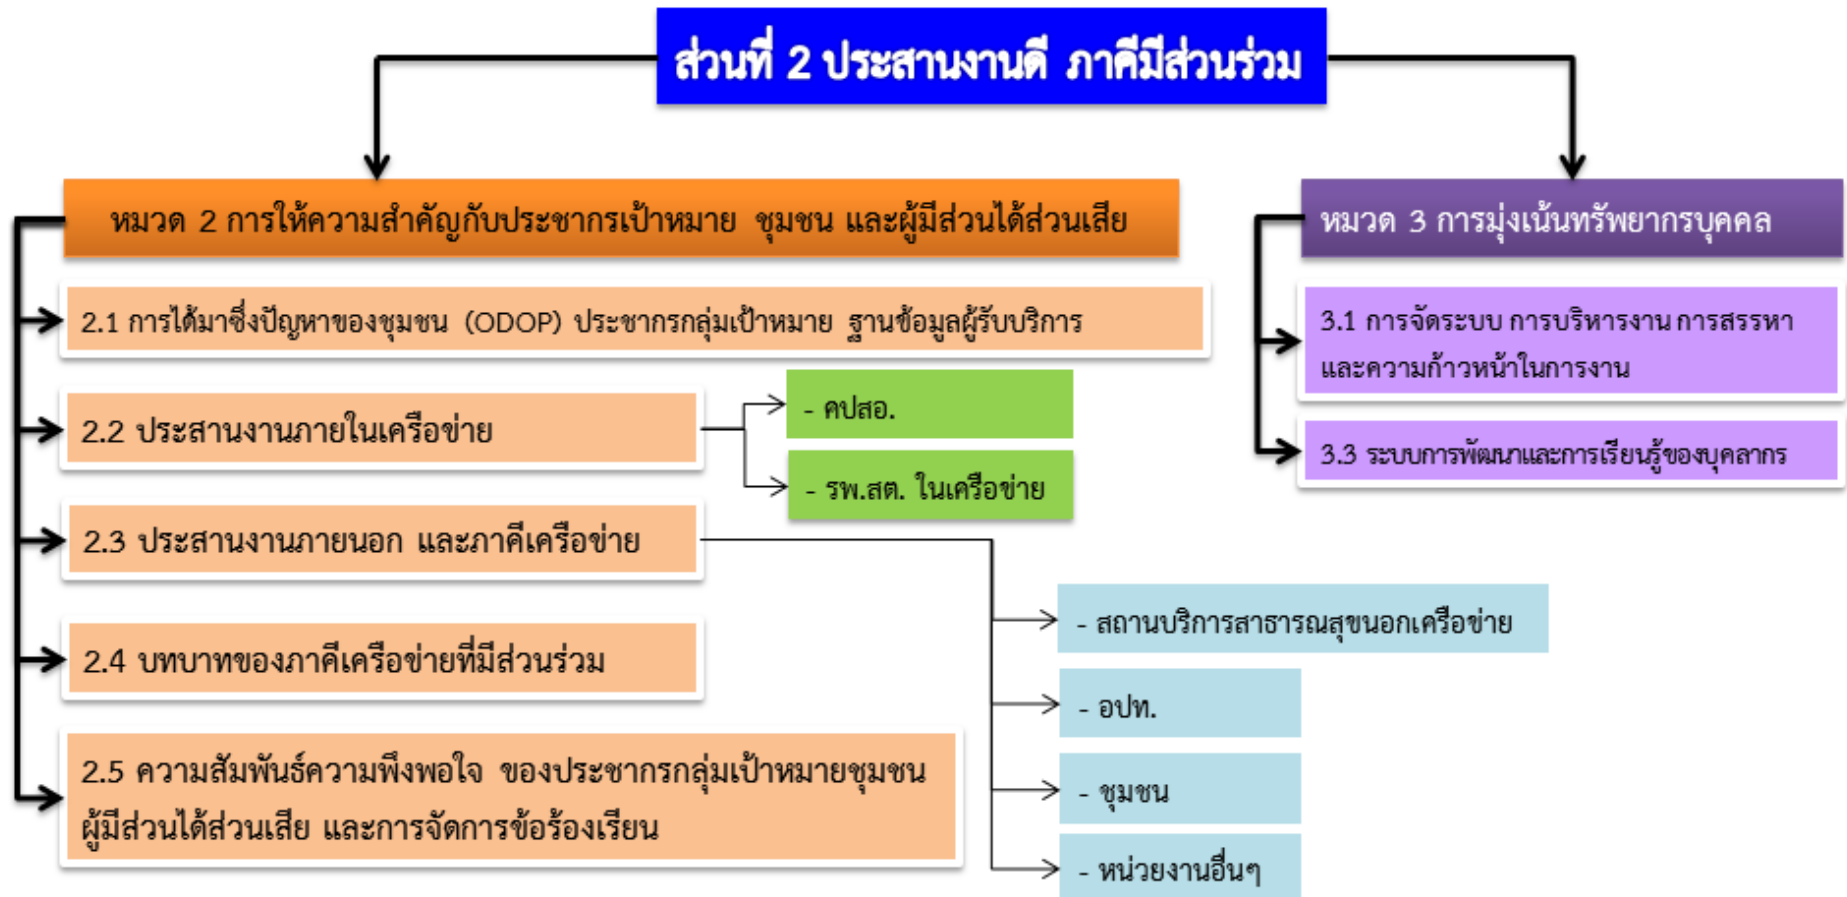 ส่วนที่ 2 ประสานงานดี ภาคีมีส่วนร่วม
หมวด 2 การให้ความสำคัญกับประชากรเป้าหมาย ชุมชน และผู้มีส่วนได้ส่วนเสีย
2.1 การได้มาซึ่งปัญหาของชุมชน (ODOP) ประชากรกลุ่มเป้าหมาย ฐานข้อมูลผู้รับบริการ
2.2 ประสานงานภายในเครือข่าย
- คปสอ.
- รพ.สต. ในเครือข่าย
2.3 ประสานงานภายนอก และภาคีเครือข่าย
- สถานบริการสาธารณสุขนอกเครือข่าย
- อปท.
- ชุมชน
- หน่วยงานอื่นๆ
2.4 บทบาทของภาคีเครือข่ายที่มีส่วนร่วม
2.5 ความสัมพันธ์ความพึงพอใจ ของประชากรกลุ่มเป้าหมายชุมชน
ผู้มีส่วนได้ส่วนเสีย และการจัดการข้อร้องเรียน
หมวด 3 การมุ่งเน้นทรัพยากรบุคคล
3.1 การจัดระบบ การบริหารงาน การสรรหา
และความก้าวหน้าในการงาน
3.3 ระบบการพัฒนาและการเรียนรู้ของบุคลากร